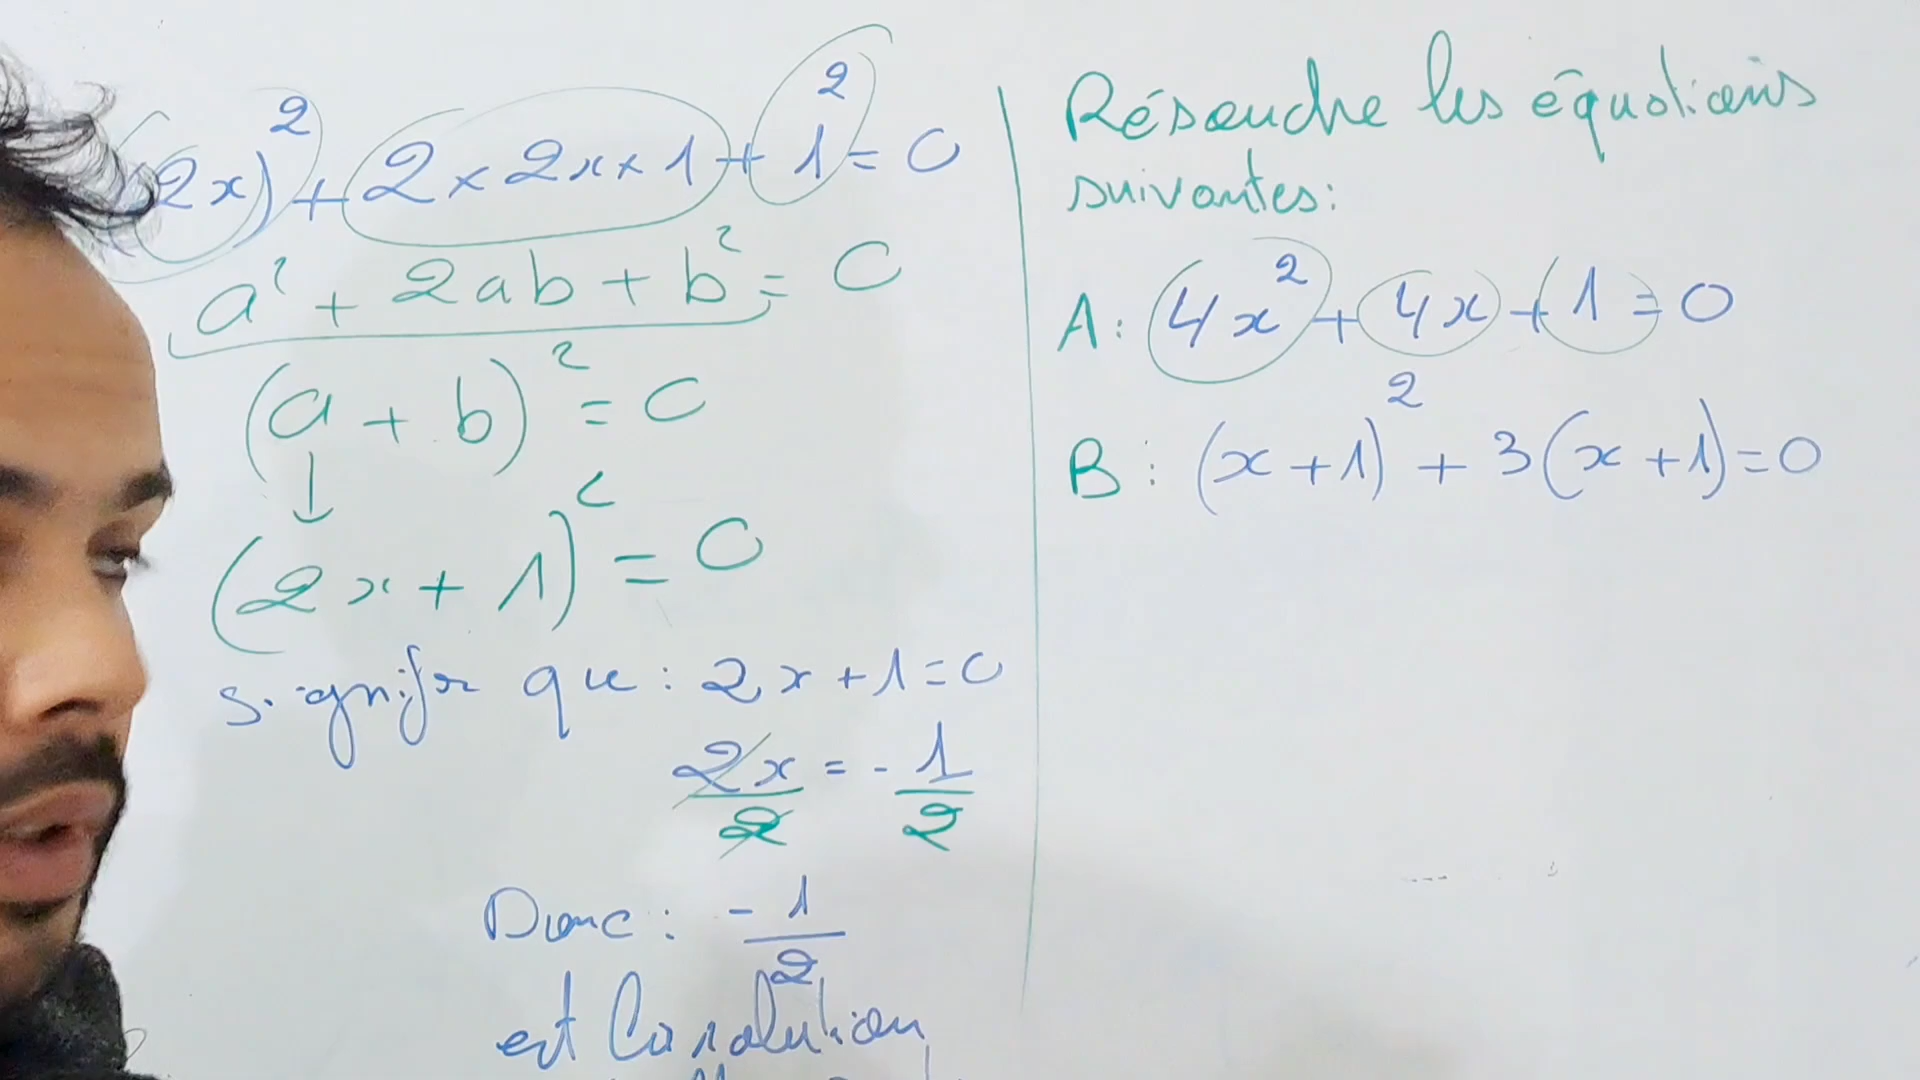 (2x)² + 2 × 2x × 1 + 1² = 0
a² + 2ab + b² = 0
(a + b)² = 0
↓
(2x + 1)² = 0
signifie que : 2x + 1 = 0
2x/2 = - 1/2
Donc : - 1/2
est la solution
Résoudre les équations
suivantes :
A : 4x² + 4x + 1 = 0
B : (x + 1)² + 3(x + 1) = 0